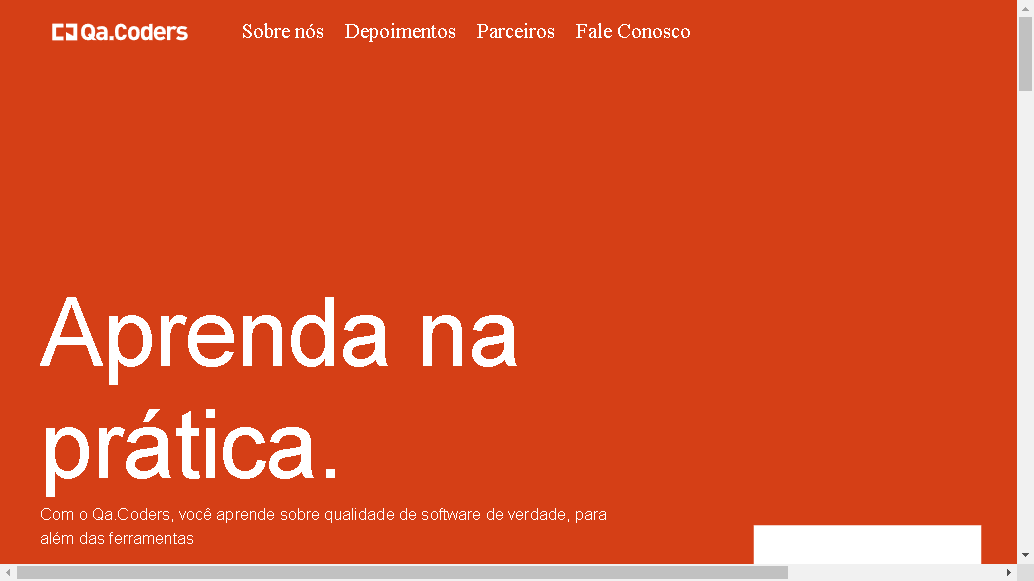 Qa.Coders
Sobre nós Depoimentos Parceiros Fale Conosco
Aprenda na
prática.
Com o Qa.Coders, você aprende sobre qualidade de software de verdade, para
além das ferramentas